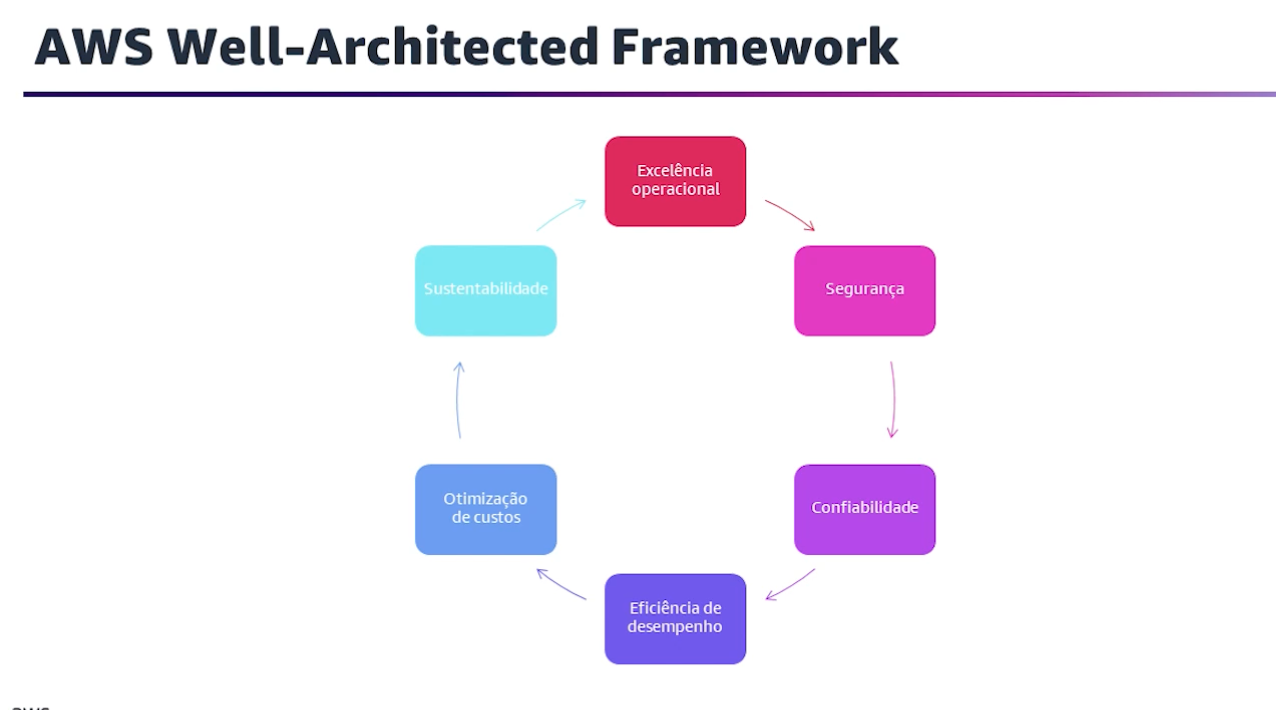 AWS Well-Architected Framework
Excelência
operacional
Segurança
Confiabilidade
Eficiência de
desempenho
Otimização
de custos
Sustentabilidade
aws